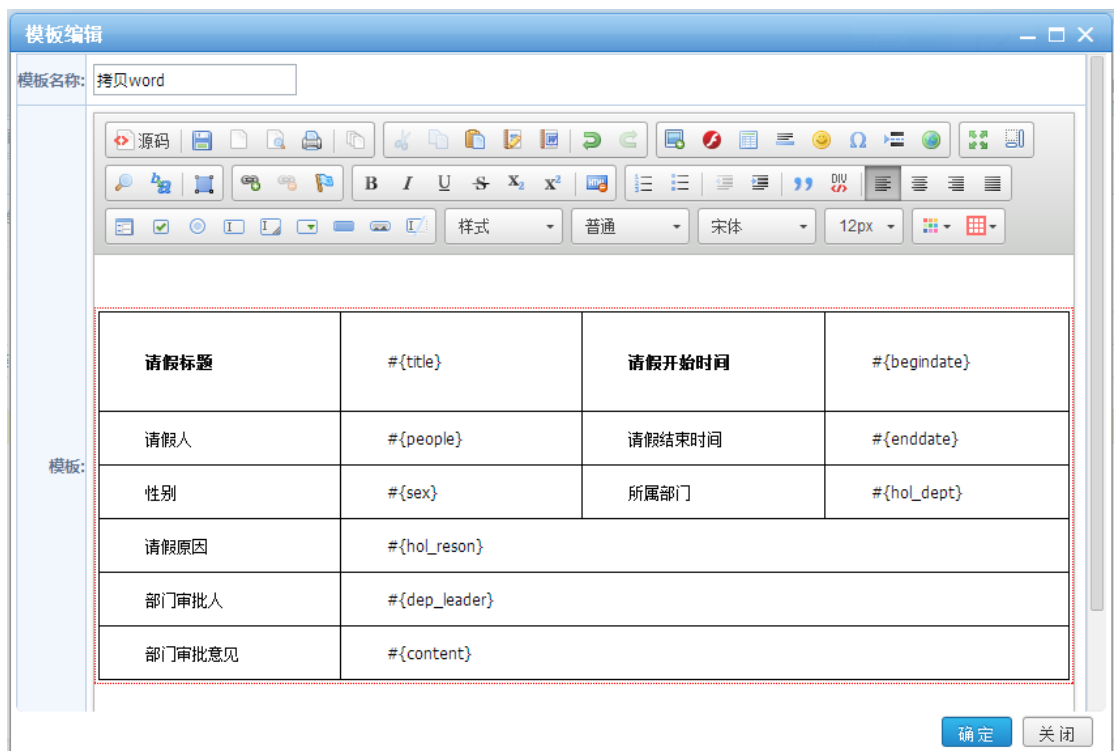 模板编辑
模板名称: 拷贝word
源码
B I U S X₂ X²
样式 普通 宋体 12px
请假标题 #{title} 请假开始时间 #{begindate}
请假人 #{people} 请假结束时间 #{enddate}
模板:
性别 #{sex} 所属部门 #{hol_dept}
请假原因 #{hol_reson}
部门审批人 #{dep_leader}
部门审批意见 #{content}
确定 关闭